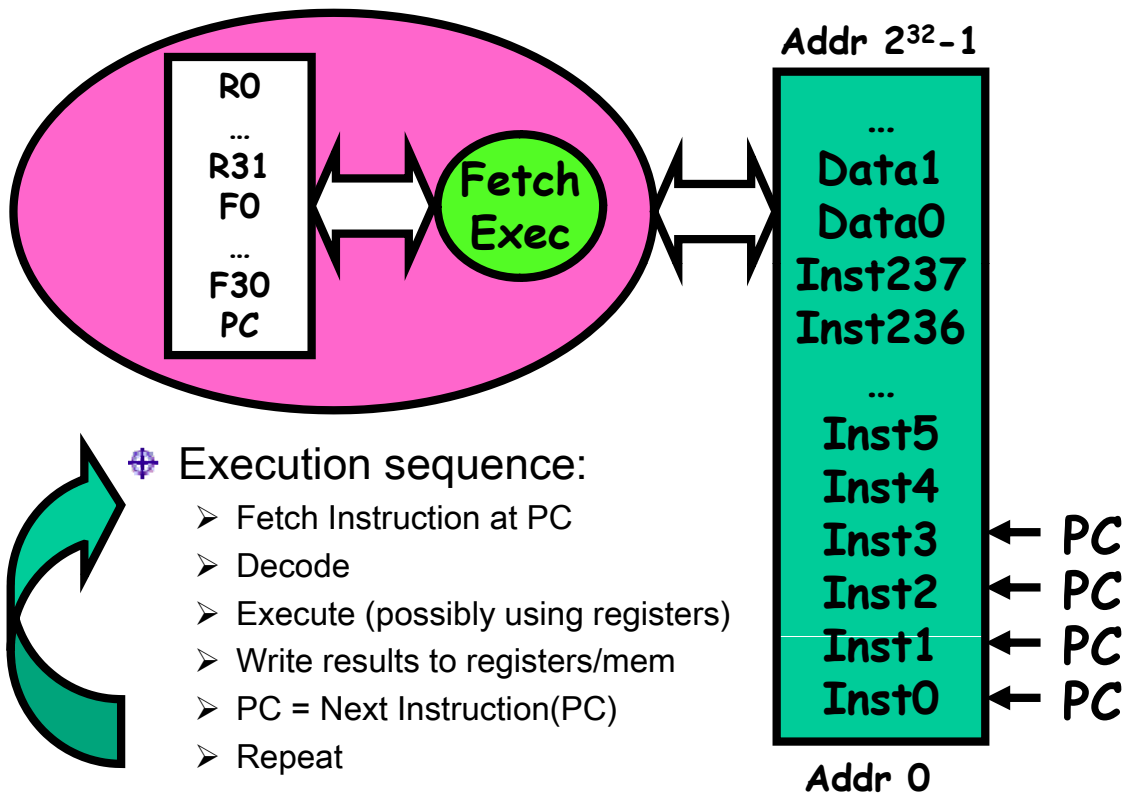 R0
...
R31
F0
...
F30
PC
Fetch
Exec
Addr 2³²-1
...
Data1
Data0
Inst237
Inst236
...
Inst5
Inst4
Inst3
Inst2
Inst1
Inst0
Addr 0
PC
PC
PC
PC
Execution sequence:
➢ Fetch Instruction at PC
➢ Decode
➢ Execute (possibly using registers)
➢ Write results to registers/mem
➢ PC = Next Instruction(PC)
➢ Repeat